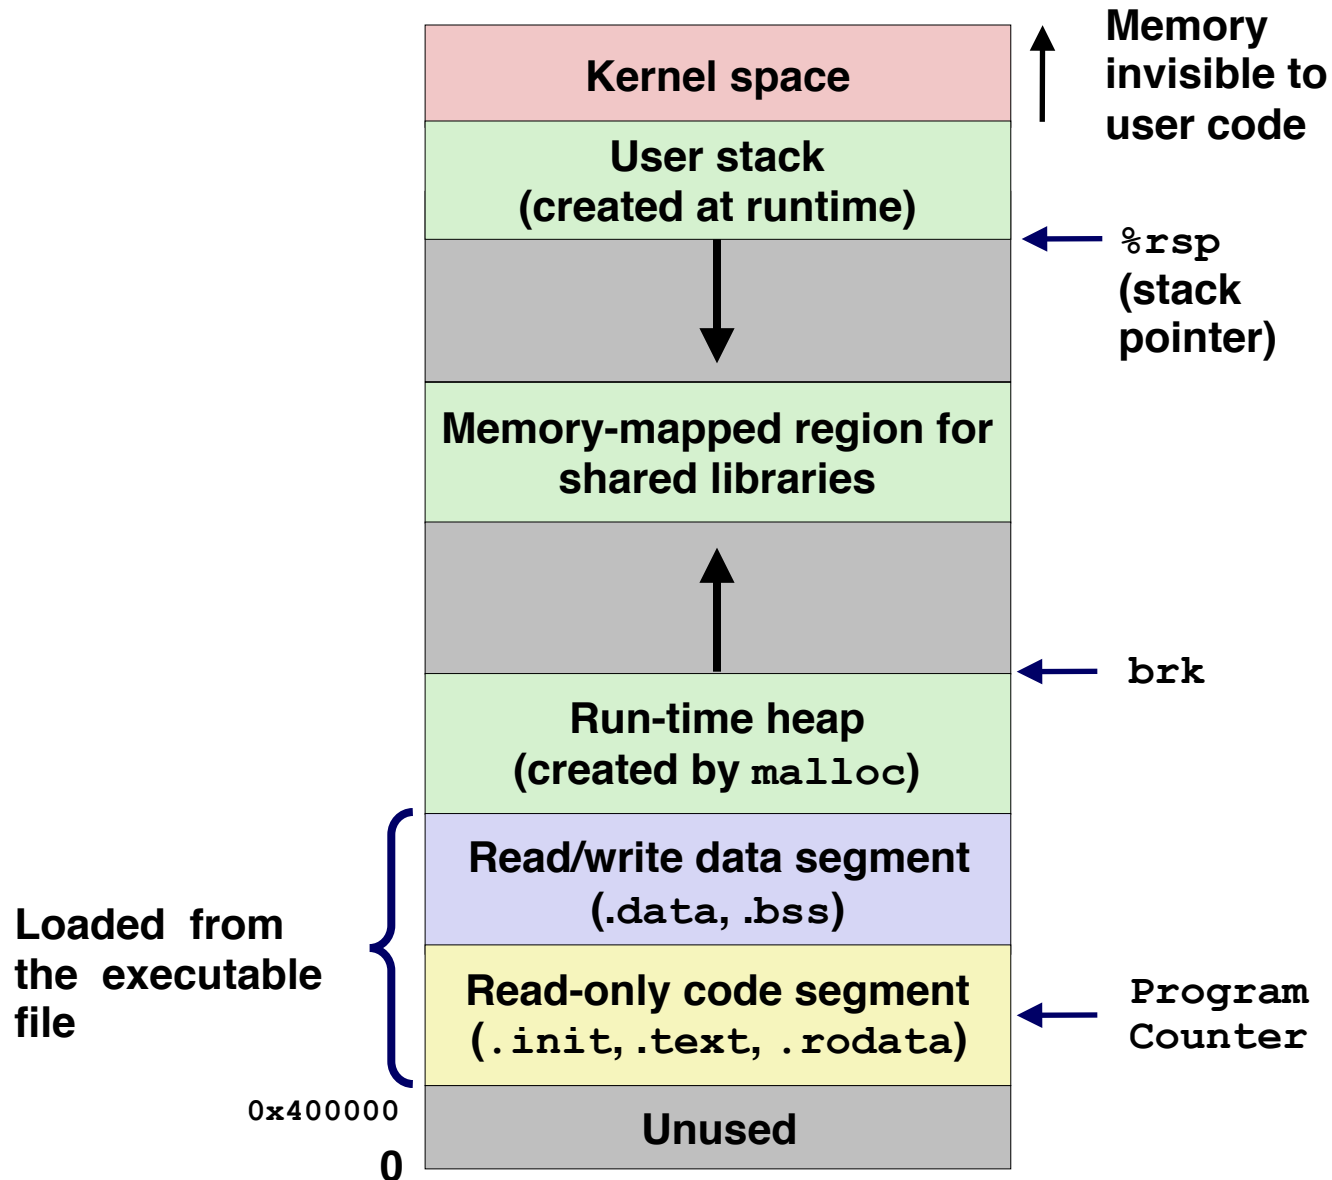 Kernel space
Memory
invisible to
user code
User stack
(created at runtime)
%rsp
(stack
pointer)
Memory-mapped region for
shared libraries
brk
Run-time heap
(created by malloc)
Read/write data segment
(.data, .bss)
Loaded from
the executable
file
Read-only code segment
(.init, .text, .rodata)
Program
Counter
0x400000
Unused
0